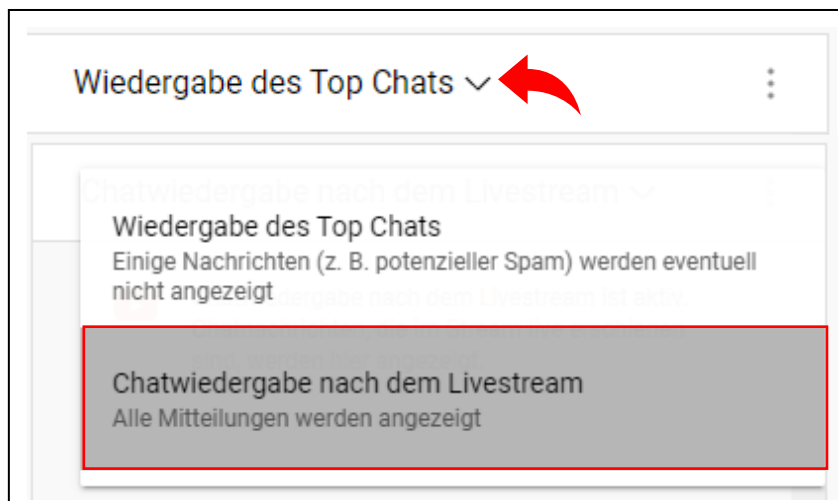 Wiedergabe des Top Chats
Chatwiedergabe nach dem Livestream
Wiedergabe des Top Chats
Einige Nachrichten (z. B. potenzieller Spam) werden eventuell
nicht angezeigt
Chatwiedergabe nach dem Livestream
Alle Mitteilungen werden angezeigt